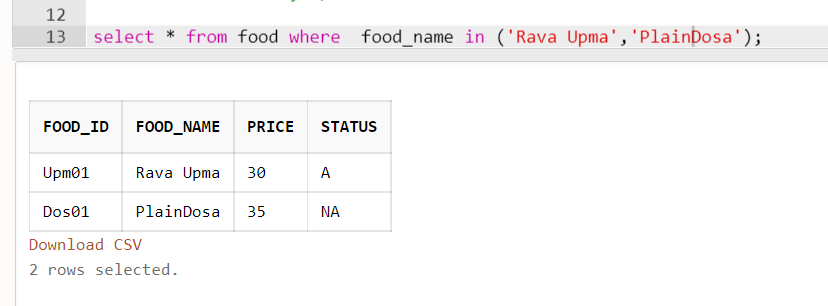 12
13 select * from food where  food_name in ('Rava Upma','PlainDosa');
FOOD_ID FOOD_NAME PRICE STATUS
Upm01 Rava Upma 30 A
Dos01 PlainDosa 35 NA
Download CSV
2 rows selected.